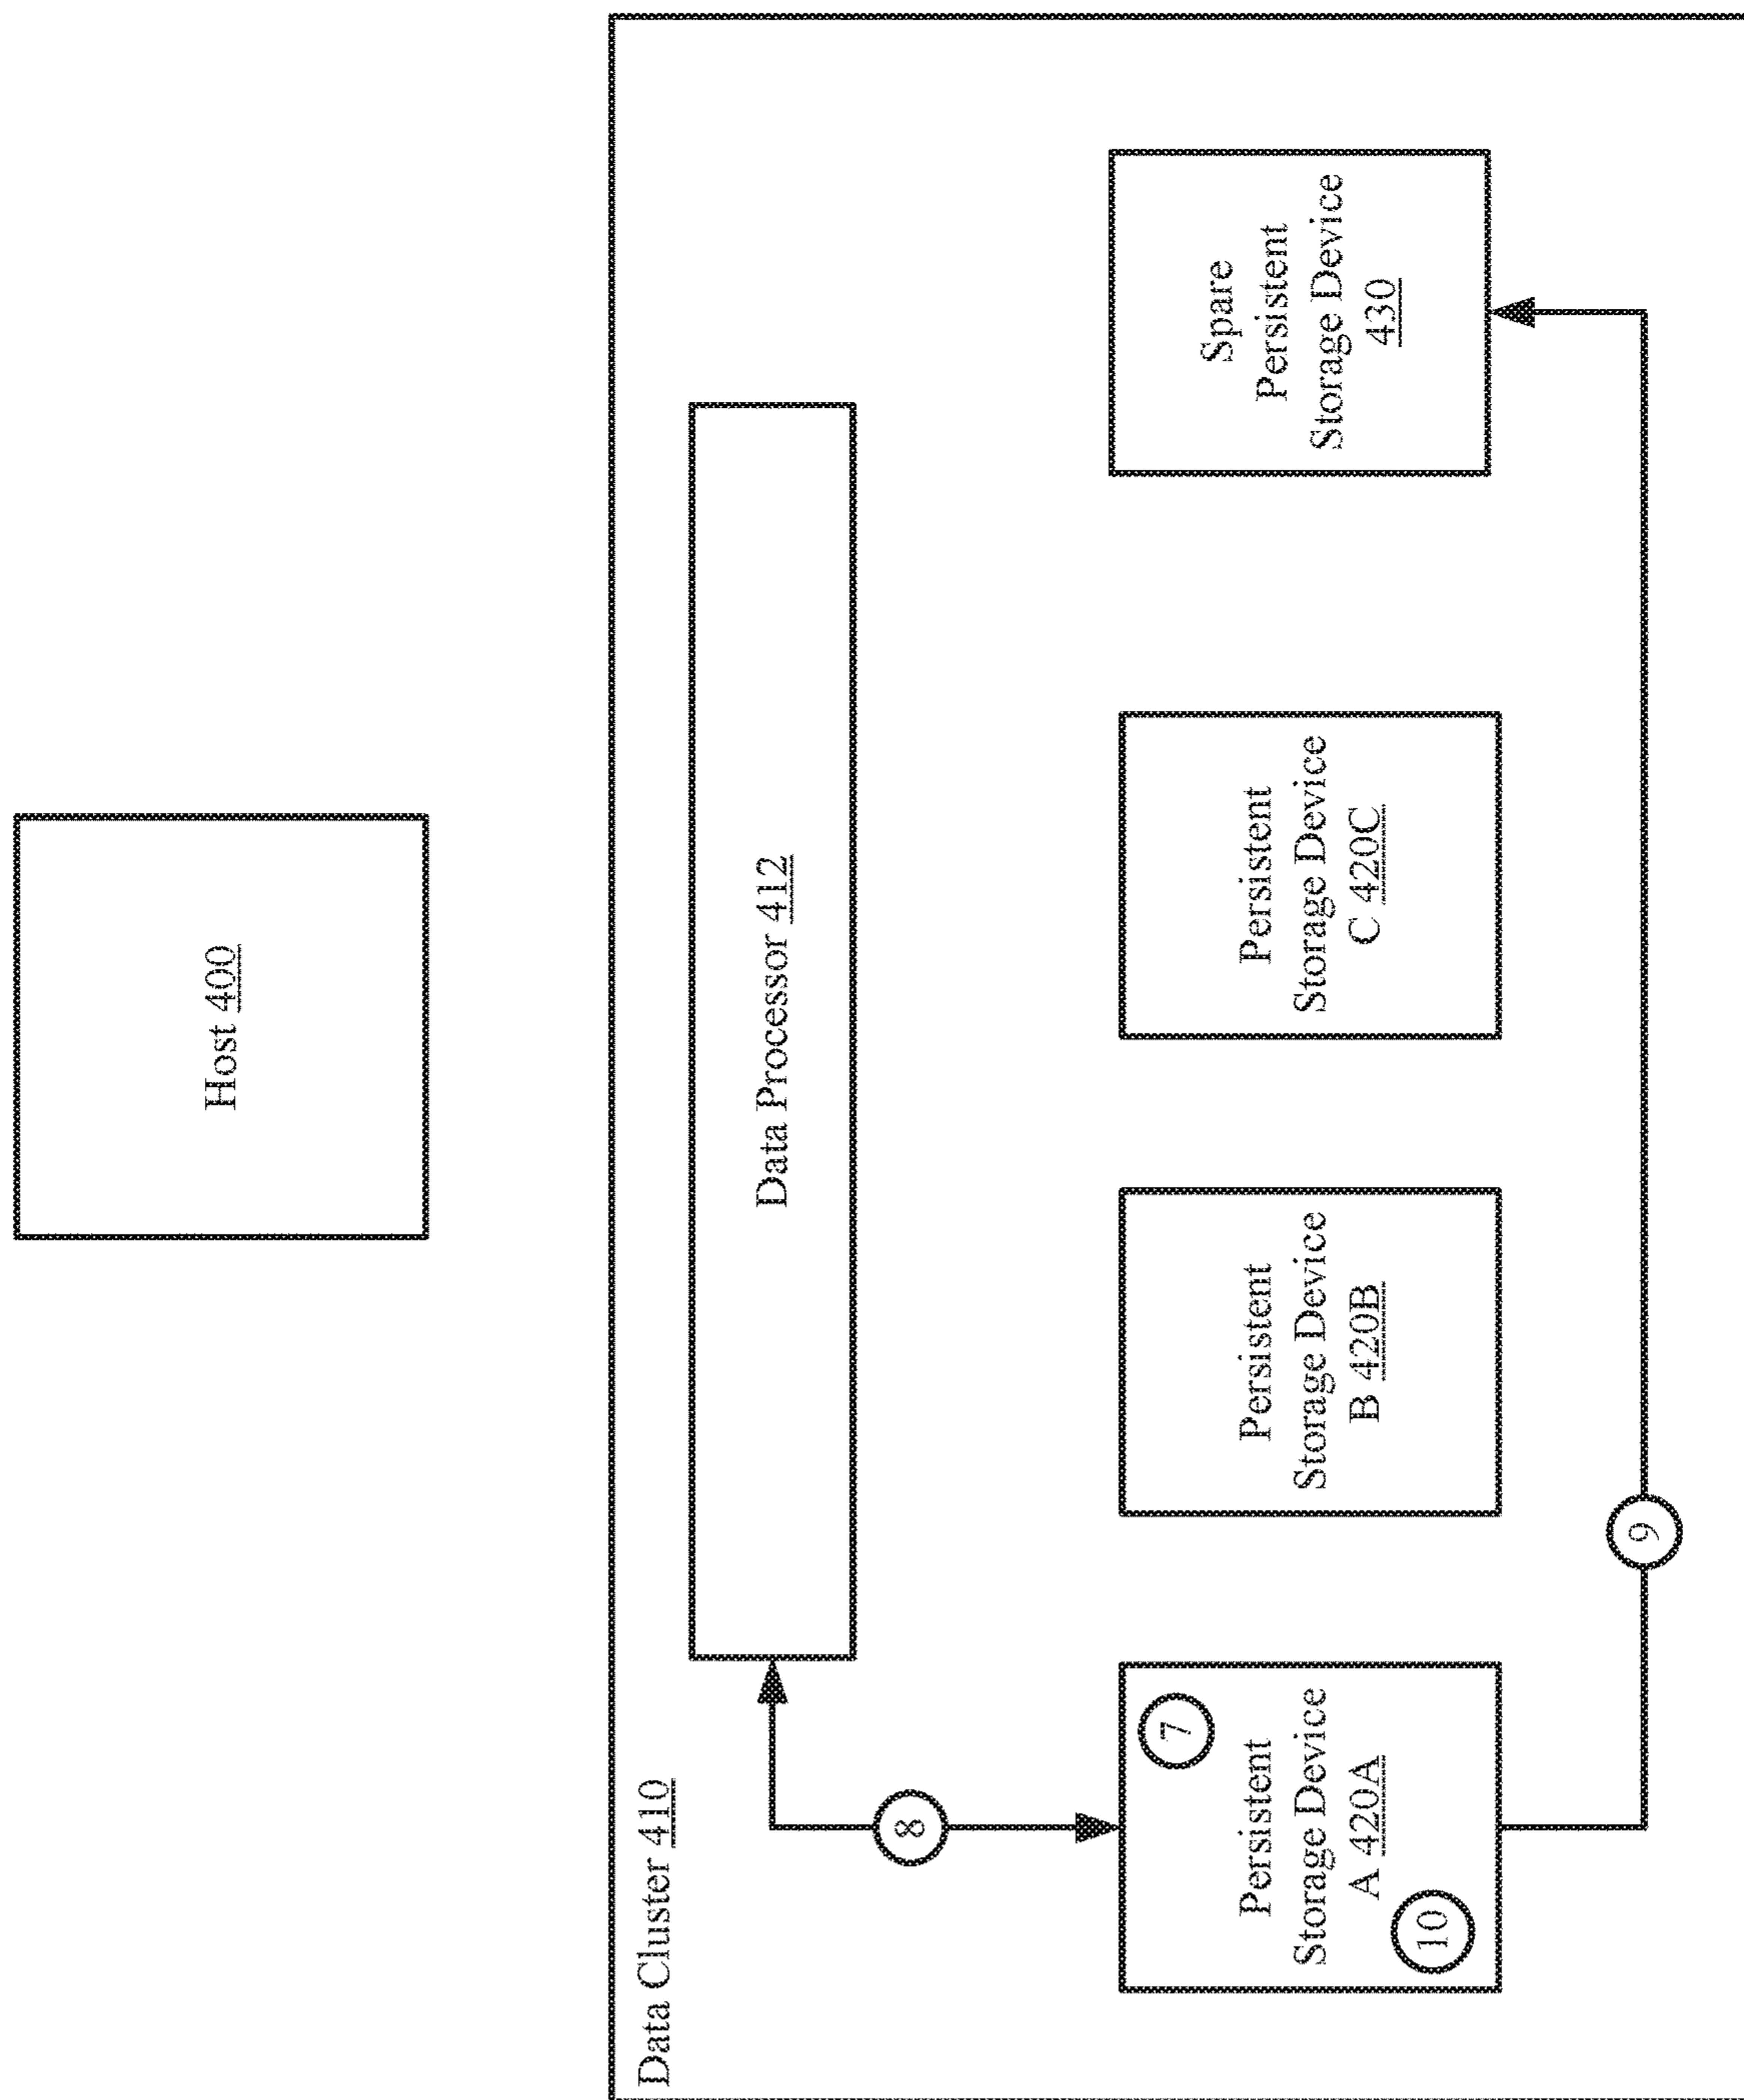 Host 400
Data Cluster 410
Data Processor 412
8
7
Persistent
Storage Device
A 420A
10
Persistent
Storage Device
B 420B
Persistent
Storage Device
C 420C
Spare
Persistent
Storage Device
430
9